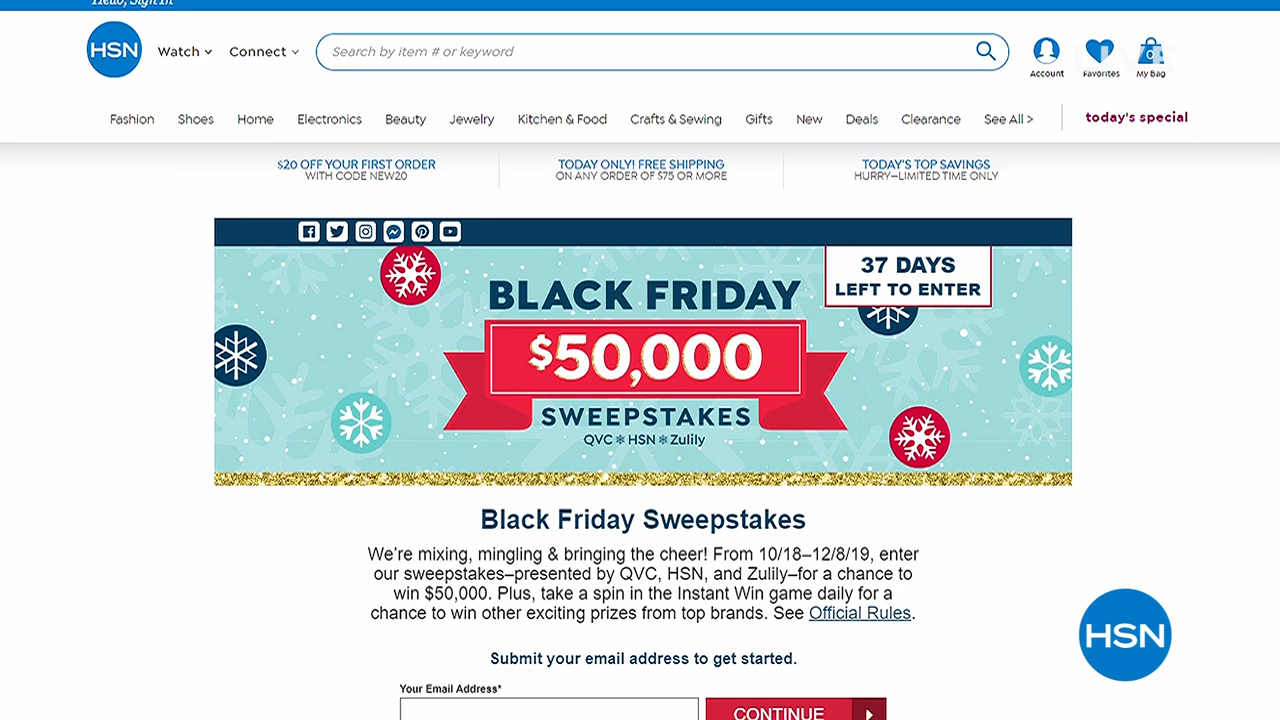 Hello, Sign In
HSN
Watch
Connect
Search by item # or keyword
Account
Favorites
0
My Bag
LIVE
Fashion
Shoes
Home
Electronics
Beauty
Jewelry
Kitchen & Food
Crafts & Sewing
Gifts
New
Deals
Clearance
See All >
today's special
$20 OFF YOUR FIRST ORDER
WITH CODE NEW20
TODAY ONLY! FREE SHIPPING
ON ANY ORDER OF $75 OR MORE
TODAY'S TOP SAVINGS
HURRY–LIMITED TIME ONLY
37 DAYS
LEFT TO ENTER
BLACK FRIDAY
$50,000
SWEEPSTAKES
QVC HSN Zulily
Black Friday Sweepstakes
We're mixing, mingling & bringing the cheer! From 10/18–12/8/19, enter
our sweepstakes–presented by QVC, HSN, and Zulily–for a chance to
win $50,000. Plus, take a spin in the Instant Win game daily for a
chance to win other exciting prizes from top brands. See Official Rules.
HSN
Submit your email address to get started.
Your Email Address*
CONTINUE